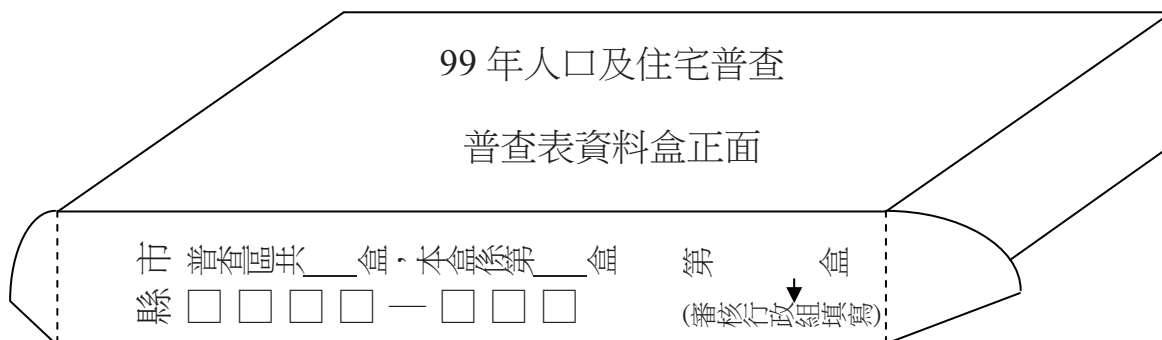 99 年人口及住宅普查
普查表資料盒正面
市 普查區共____盒，本盒係第____盒 第 盒
縣 □□□□－□□□ (審核行政組填寫)